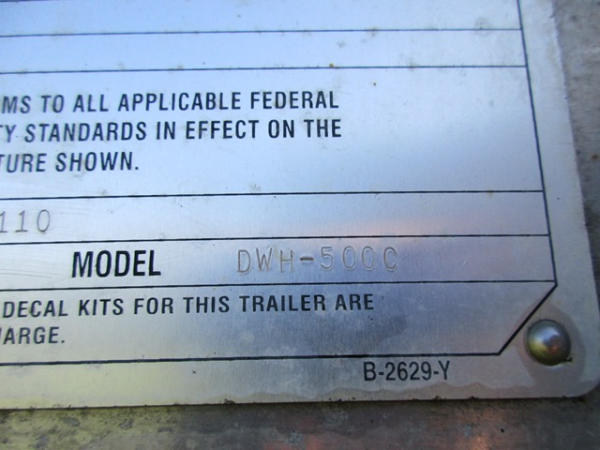 MS TO ALL APPLICABLE FEDERAL
TY STANDARDS IN EFFECT ON THE
TURE SHOWN.
110
MODEL DWH-500C
DECAL KITS FOR THIS TRAILER ARE
HARGE.
B-2629-Y